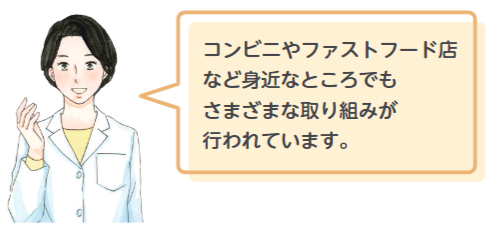 コンビニやファストフード店
など身近なところでも
さまざまな取り組みが
行われています。